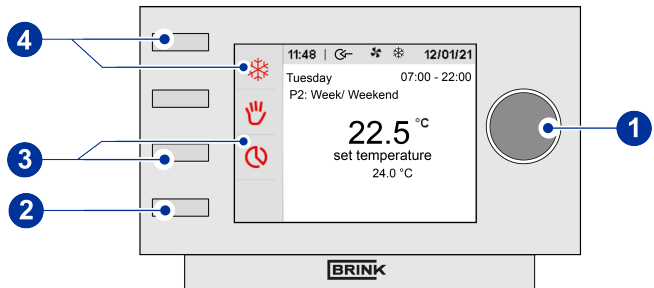 4
11:48 | 12/01/21
Tuesday 07:00 - 22:00
P2: Week/ Weekend
22.5 °C
set temperature
24.0 °C
1
3
2
BRINK